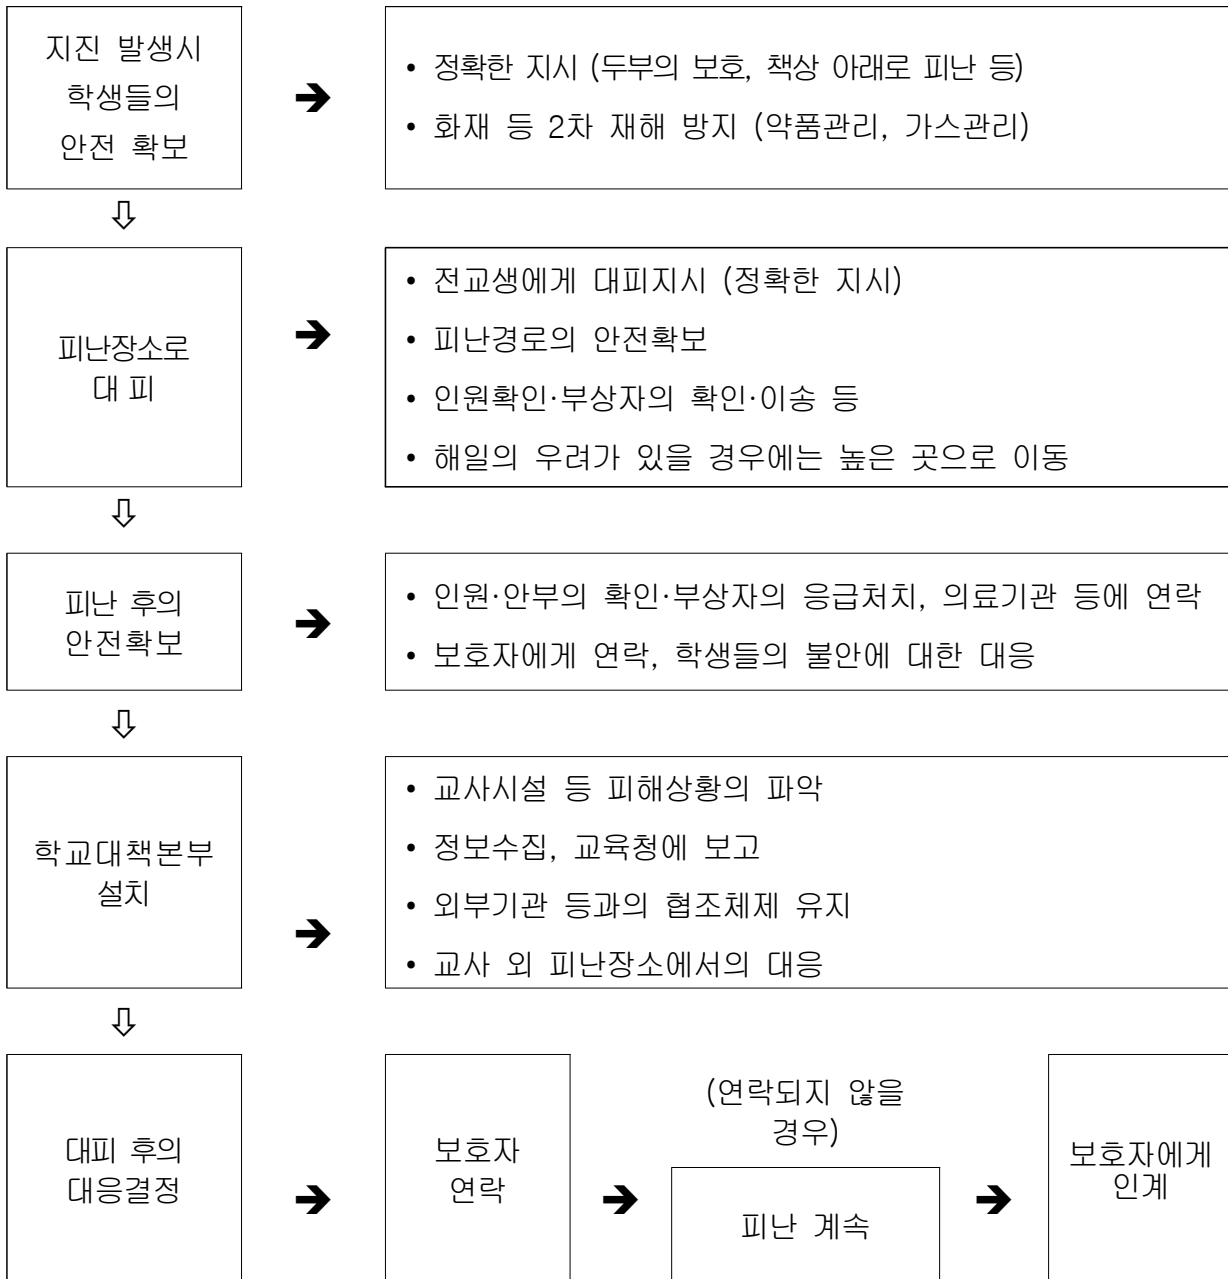 지진 발생시
학생들의
안전 확보
➔
• 정확한 지시 (두부의 보호, 책상 아래로 피난 등)
• 화재 등 2차 재해 방지 (약품관리, 가스관리)
⇩
피난장소로
대 피
➔
• 전교생에게 대피지시 (정확한 지시)
• 피난경로의 안전확보
• 인원확인·부상자의 확인·이송 등
• 해일의 우려가 있을 경우에는 높은 곳으로 이동
⇩
피난 후의
안전확보
➔
• 인원·안부의 확인·부상자의 응급처치, 의료기관 등에 연락
• 보호자에게 연락, 학생들의 불안에 대한 대응
⇩
학교대책본부
설치
➔
• 교사시설 등 피해상황의 파악
• 정보수집, 교육청에 보고
• 외부기관 등과의 협조체제 유지
• 교사 외 피난장소에서의 대응
⇩
대피 후의
대응결정
➔
보호자
연락
➔
(연락되지 않을
경우)
피난 계속
➔
보호자에게
인계